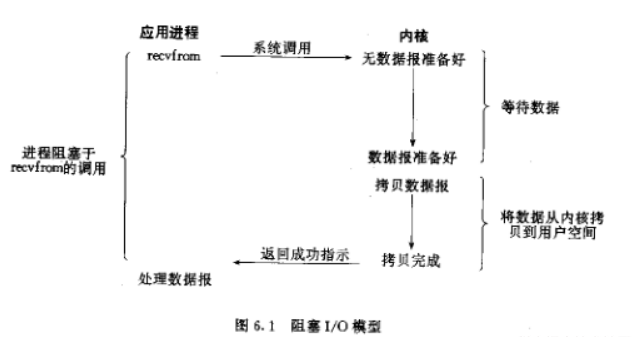 应用进程
内核
recvfrom
系统调用
无数据报准备好
等待数据
进程阻塞于
recvfrom的调用
数据报准备好
拷贝数据报
将数据从内核拷
贝到用户空间
返回成功指示
拷贝完成
处理数据报
图 6.1 阻塞 I/O 模型